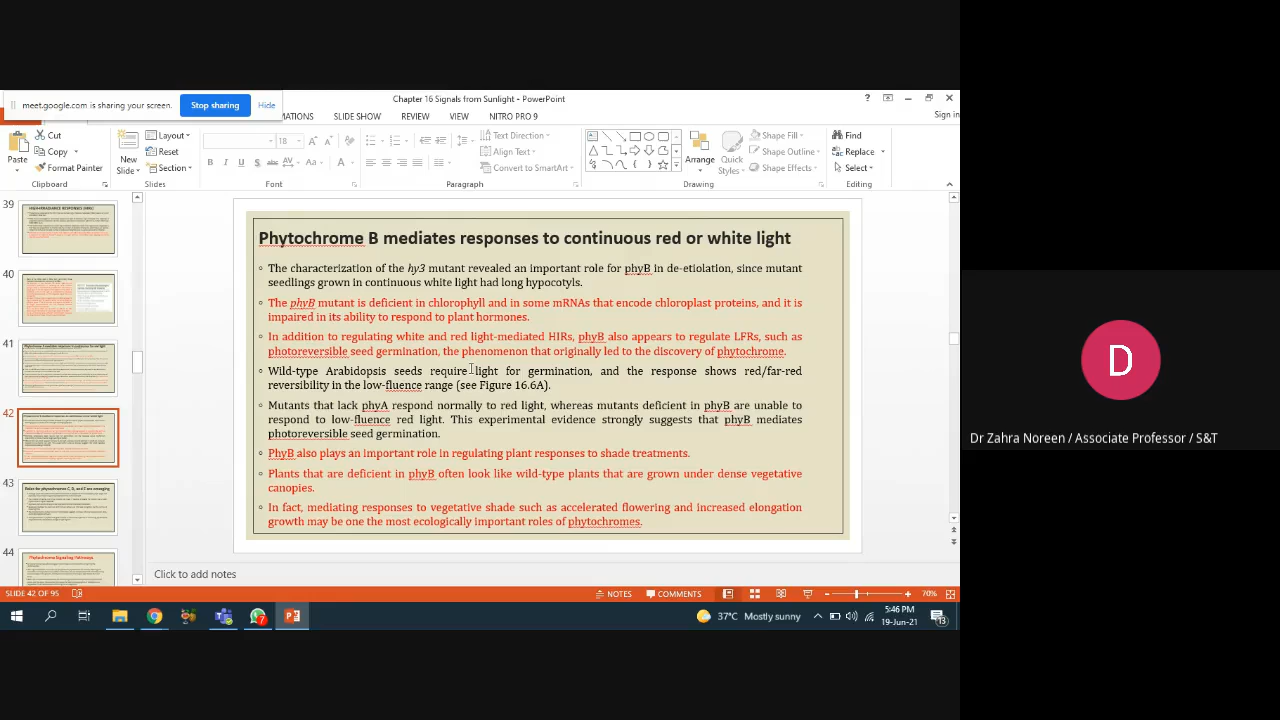 meet.google.com is sharing your screen.
Stop sharing
Hide
Chapter 16 Signals from Sunlight - PowerPoint
?
MATIONS
SLIDE SHOW
REVIEW
VIEW
NITRO PRO 9
Sign in
Paste
Cut
Copy
Format Painter
Clipboard
New
Slide
Layout
Reset
Section
Slides
18
B I U S abc AV Aa A
Font
Text Direction
Align Text
Convert to SmartArt
Paragraph
Arrange
Quick
Styles
Shape Fill
Shape Outline
Shape Effects
Drawing
Find
Replace
Select
Editing
39
40
41
42
43
44
Phytochrome B mediates responses to continuous red or white light
The characterization of the hy3 mutant revealed an important role for phyB in de-etiolation, since mutant
seedlings grown in continuous white light had long hypocotyls.
The phyB mutant is deficient in chlorophyll and in some mRNAs that encode chloroplast proteins, and it is
impaired in its ability to respond to plant hormones.
In addition to regulating white and red light-mediated HIRs, phyB also appears to regulate LFRs, such as
photoreversible seed germination, the phenomenon that originally led to the discovery of phytochrome.
Wild-type Arabidopsis seeds require light for germination, and the response shows red/far-red
reversibility in the low-fluence range (see Figure 16.6A).
Mutants that lack phyA respond normally to red light, whereas mutants deficient in phyB are unable to
respond to low-fluence red light. This experimental evidence strongly suggests that phyB mediates
photoreversible seed germination.
PhyB also plays an important role in regulating plant responses to shade treatments.
Plants that are deficient in phyB often look like wild-type plants that are grown under dense vegetative
canopies.
In fact, mediating responses to vegetative shade such as accelerated flowering and increased elongation
growth may be one the most ecologically important roles of phytochromes.
Click to add notes
SLIDE 42 OF 95
NOTES
COMMENTS
70%
37°C Mostly sunny
5:46 PM
19-Jun-21
13
7
D
Dr Zahra Noreen / Associate Professor / S&T